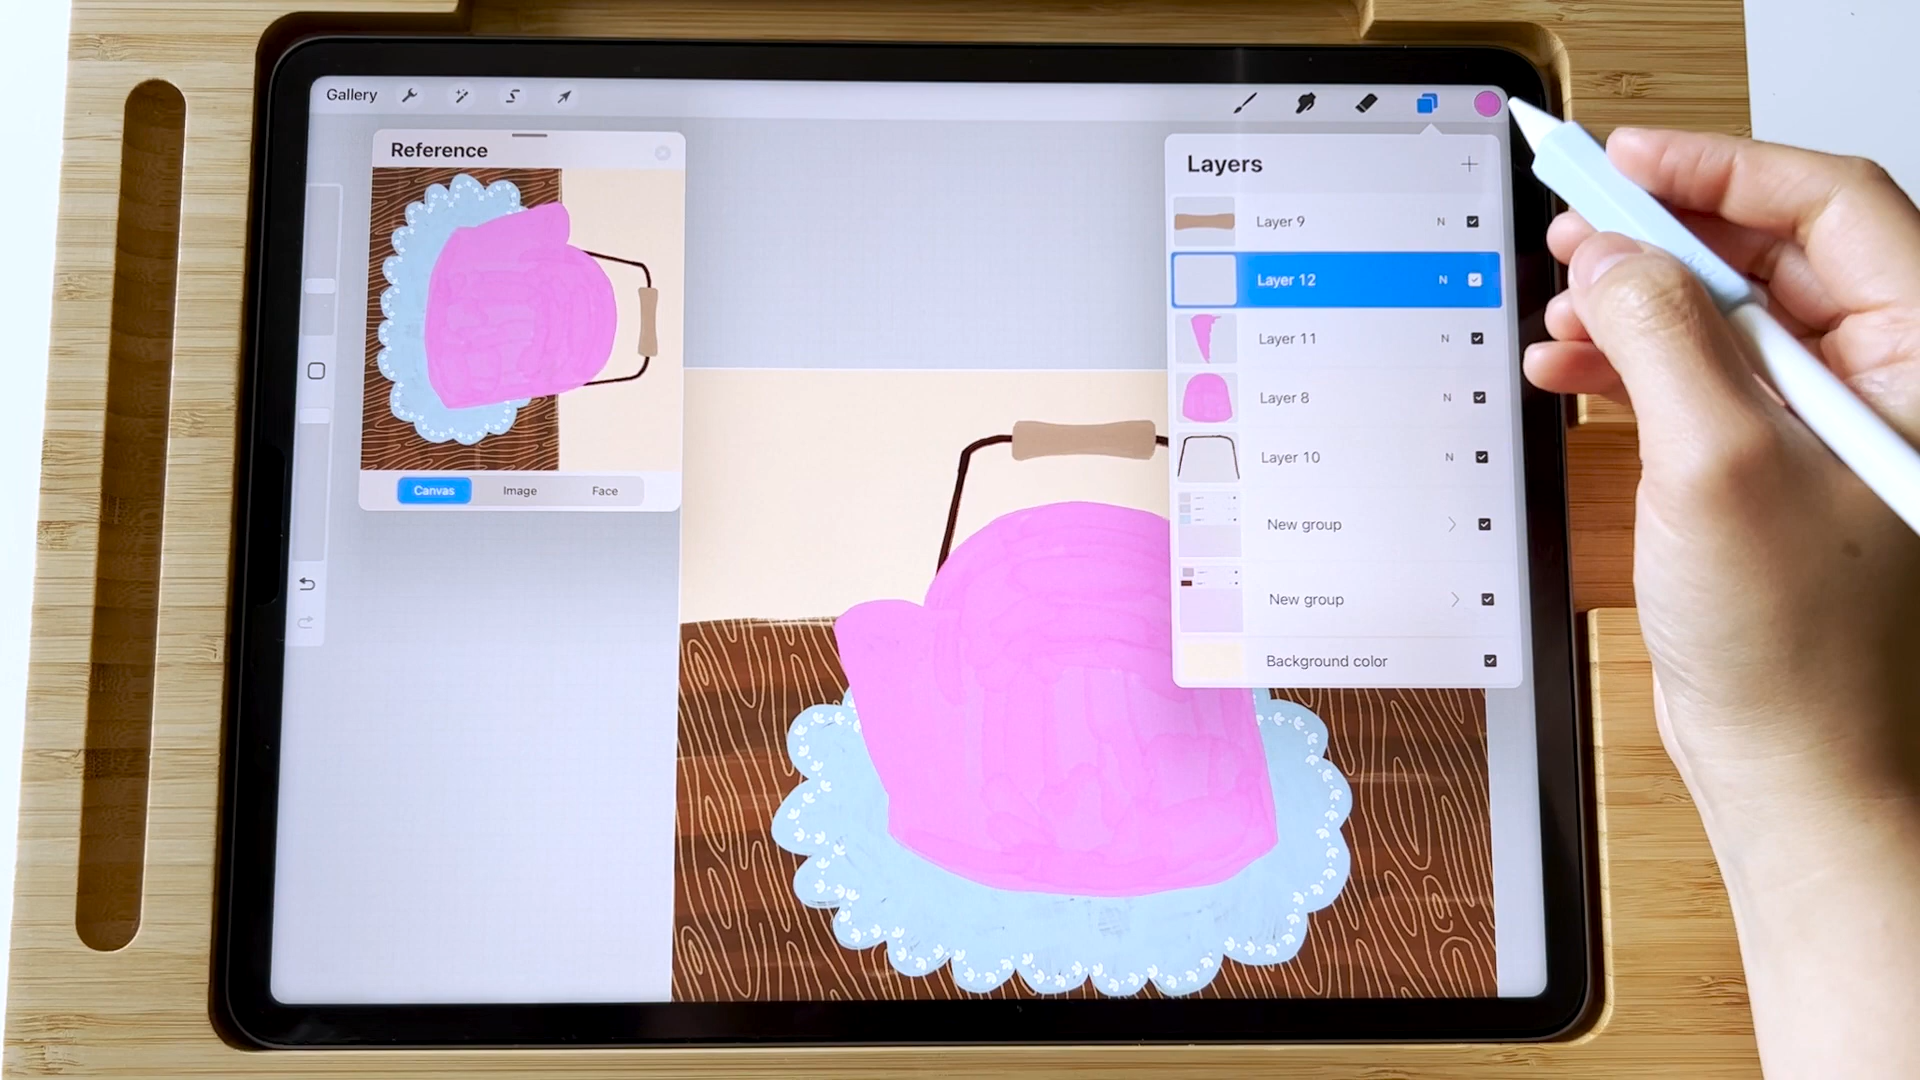 Gallery
Reference
Canvas Image Face
Layers
Layer 9 N
Layer 12 N
Layer 11 N
Layer 8 N
Layer 10 N
New group
New group
Background color